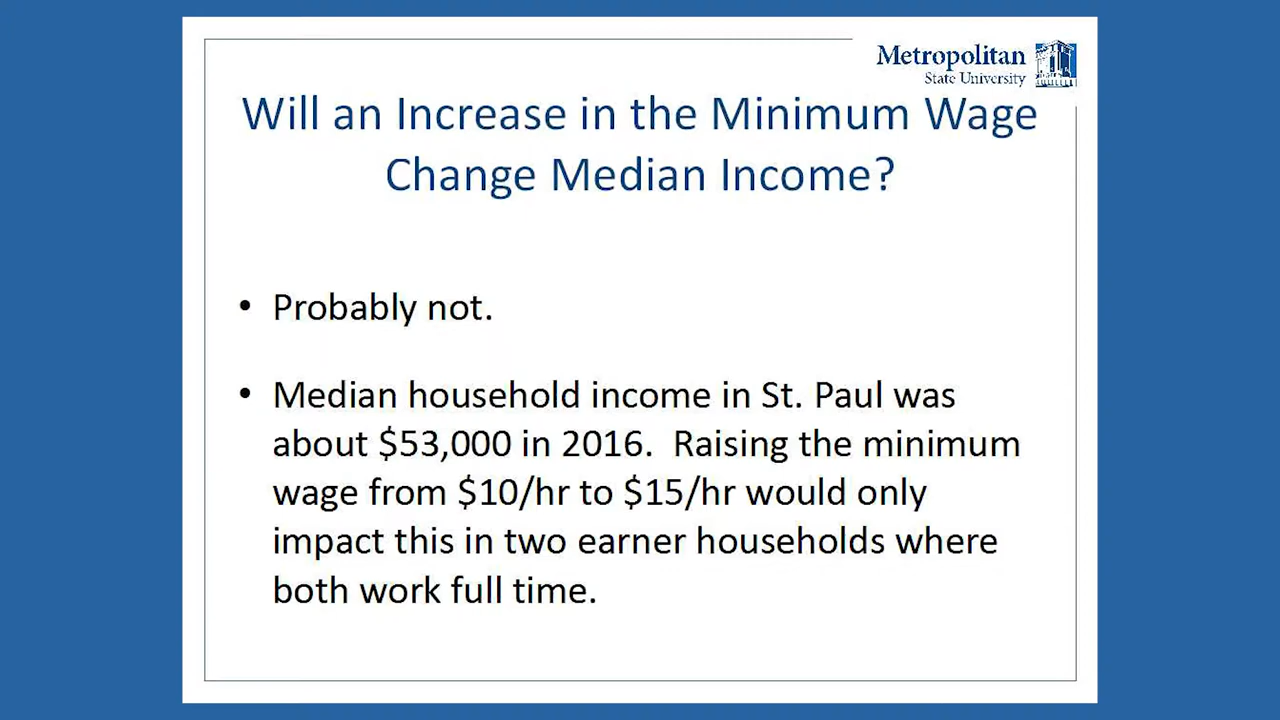 Metropolitan
State University
Will an Increase in the Minimum Wage
Change Median Income?
• Probably not.
• Median household income in St. Paul was
about $53,000 in 2016.  Raising the minimum
wage from $10/hr to $15/hr would only
impact this in two earner households where
both work full time.